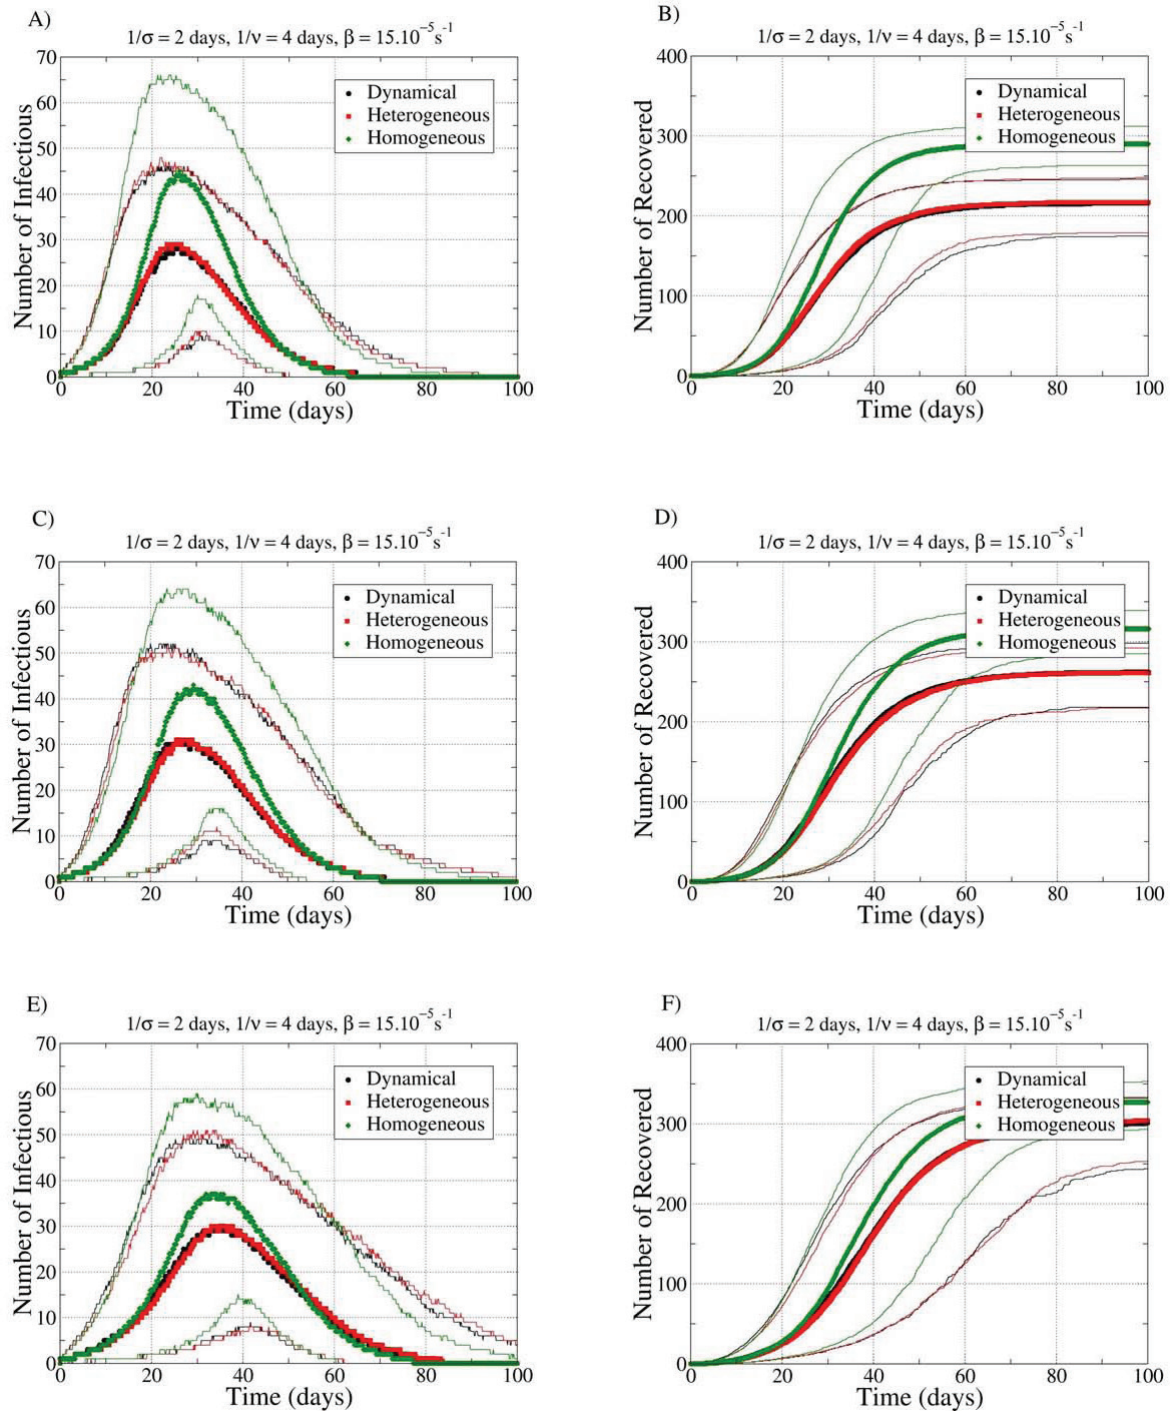 A)
1/σ = 2 days, 1/ν = 4 days, β = 15.10⁻⁵s⁻¹
70
60
50
40
30
20
10
0
Number of Infectious
Dynamical
Heterogeneous
Homogeneous
0 20 40 60 80 100
Time (days)
B)
1/σ = 2 days, 1/ν = 4 days, β = 15.10⁻⁵s⁻¹
400
300
200
100
0
Number of Recovered
Dynamical
Heterogeneous
Homogeneous
0 20 40 60 80 100
Time (days)
C)
1/σ = 2 days, 1/ν = 4 days, β = 15.10⁻⁵s⁻¹
70
60
50
40
30
20
10
0
Number of Infectious
Dynamical
Heterogeneous
Homogeneous
0 20 40 60 80 100
Time (days)
D)
1/σ = 2 days, 1/ν = 4 days, β = 15.10⁻⁵s⁻¹
400
300
200
100
0
Number of Recovered
Dynamical
Heterogeneous
Homogeneous
0 20 40 60 80 100
Time (days)
E)
1/σ = 2 days, 1/ν = 4 days, β = 15.10⁻⁵s⁻¹
70
60
50
40
30
20
10
0
Number of Infectious
Dynamical
Heterogeneous
Homogeneous
0 20 40 60 80 100
Time (days)
F)
1/σ = 2 days, 1/ν = 4 days, β = 15.10⁻⁵s⁻¹
400
300
200
100
0
Number of Recovered
Dynamical
Heterogeneous
Homogeneous
0 20 40 60 80 100
Time (days)